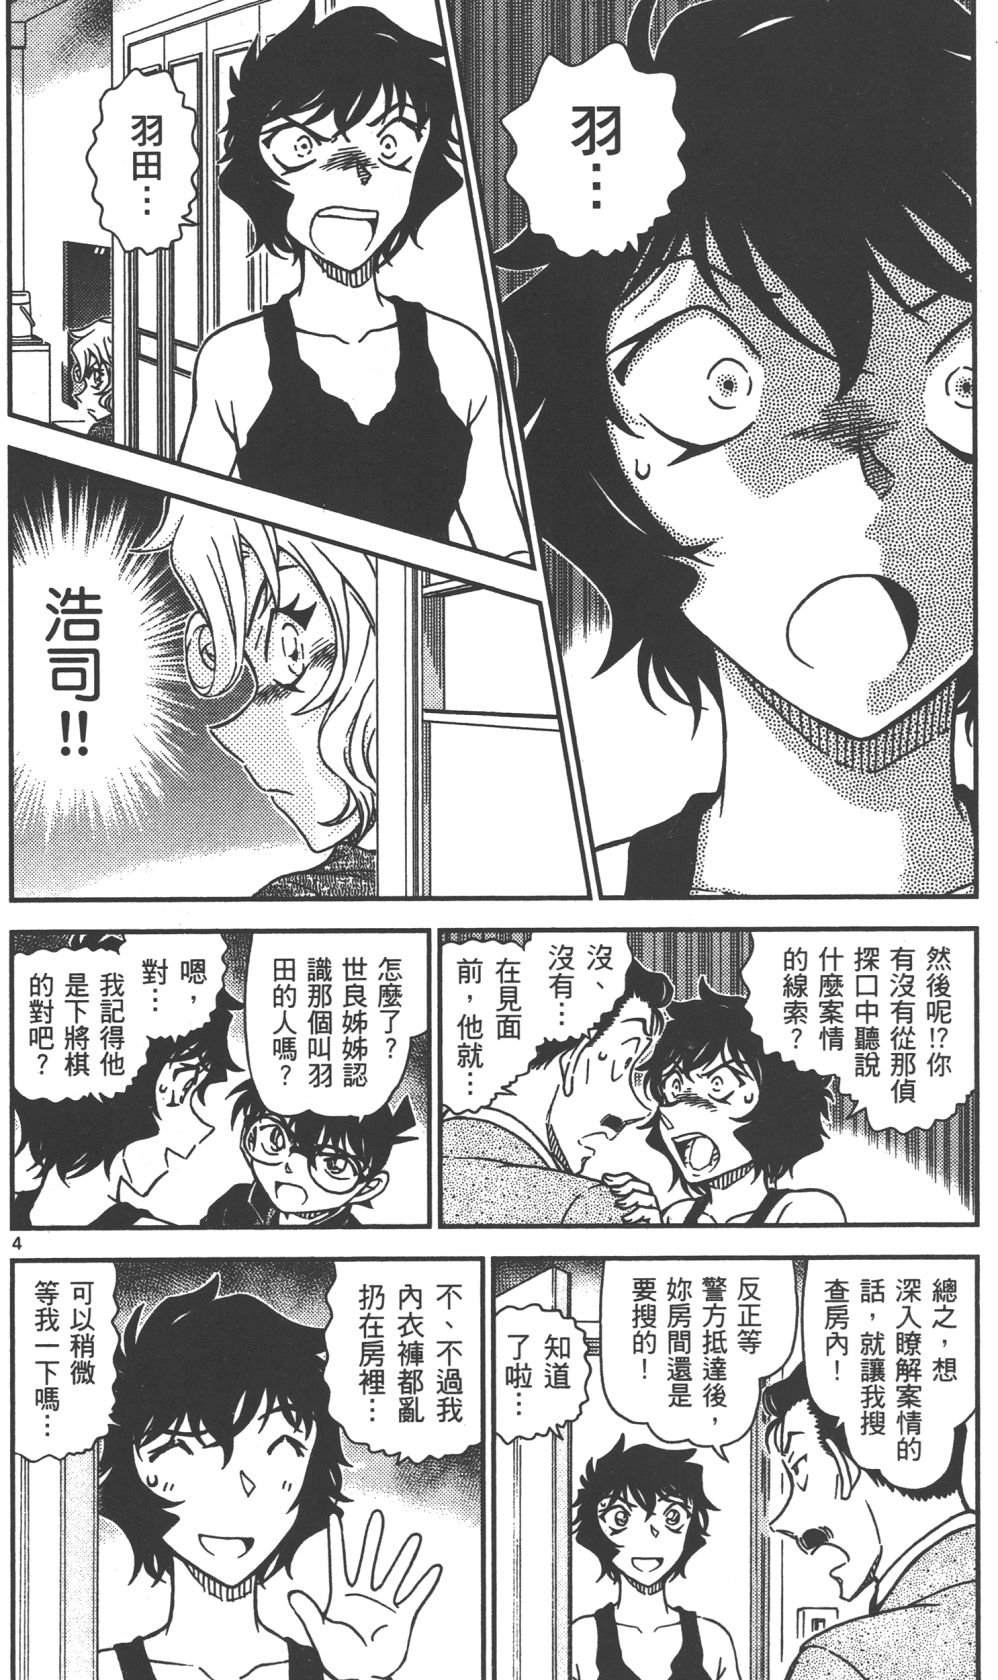 羽…
羽田…
浩司!!
然後呢!?你
有沒有從那偵
探口中聽說
什麼案情
的線索?
沒、
沒有…
在見面
前,他就…
怎麼了?
世良姊姊認
識那個叫羽
田的人嗎?
嗯,
對…
我記得他
是下將棋
的對吧?
4
總之,想
深入瞭解案情的
話,就讓我搜
查房內!
反正等
警方抵達後,
妳房間還是
要搜的!
知道
了啦…
不、不過我
內衣褲都亂
扔在房裡…
可以稍微
等我一下嗎…